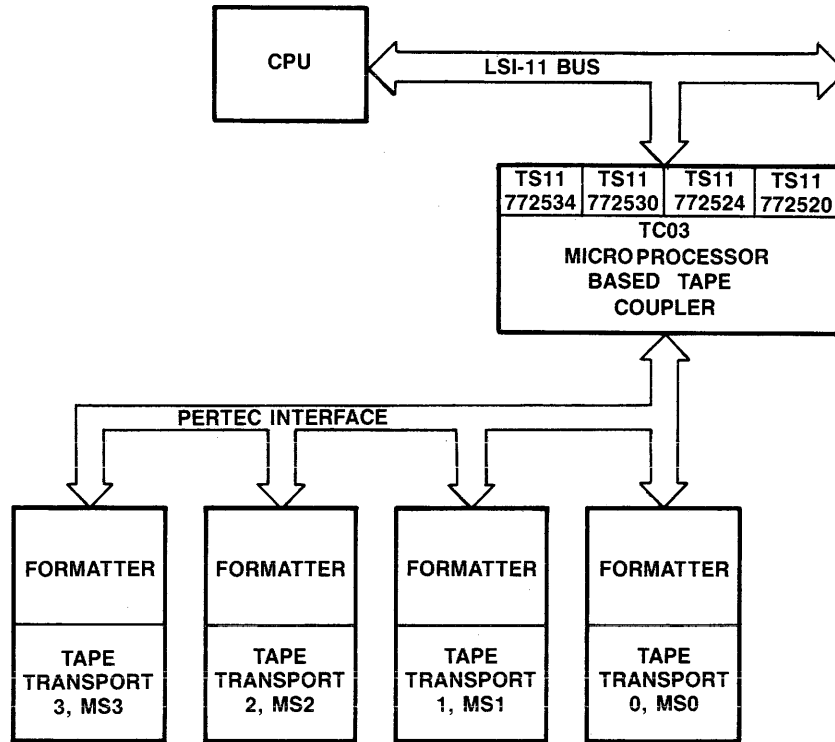 CPU
LSI-11 BUS
TS11 TS11 TS11 TS11
772534 772530 772524 772520
TC03
MICROPROCESSOR
BASED TAPE
COUPLER
PERTEC INTERFACE
FORMATTER FORMATTER FORMATTER FORMATTER
TAPE TAPE TAPE TAPE
TRANSPORT TRANSPORT TRANSPORT TRANSPORT
3, MS3 2, MS2 1, MS1 0, MS0